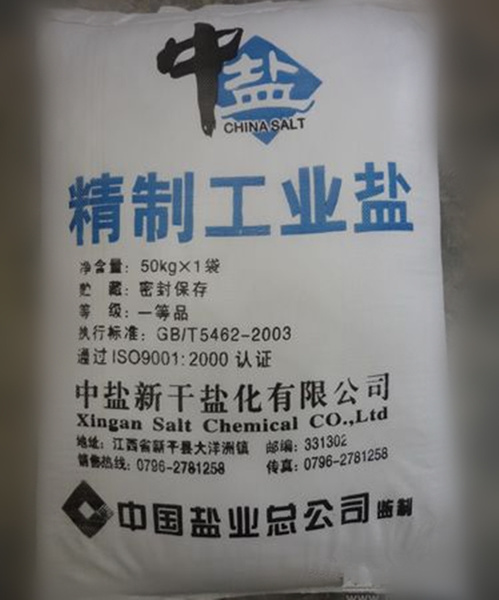 中盐
CHINA SALT
精制工业盐
净含量：50kg×1袋
贮 藏：密封保存
等 级：一等品
执行标准：GB/T5462-2003
通过ISO9001:2000 认证
中盐新干盐化有限公司
Xingan Salt Chemical CO.,Ltd
地址：江西省新干县大洋洲镇 邮编：331302
销售热线：0796-2781258 传真：0796-2781258
中国盐业总公司 监制